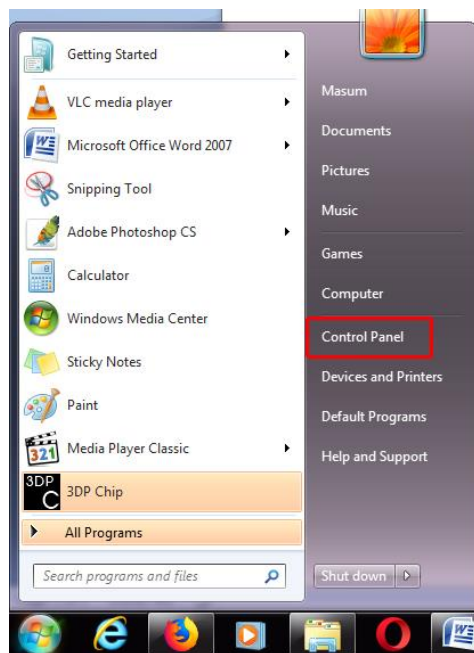 Getting Started
VLC media player
Microsoft Office Word 2007
Snipping Tool
Adobe Photoshop CS
Calculator
Windows Media Center
Sticky Notes
Paint
321
Media Player Classic
3DP
C
3DP Chip
All Programs
Search programs and files
Masum
Documents
Pictures
Music
Games
Computer
Control Panel
Devices and Printers
Default Programs
Help and Support
Shut down